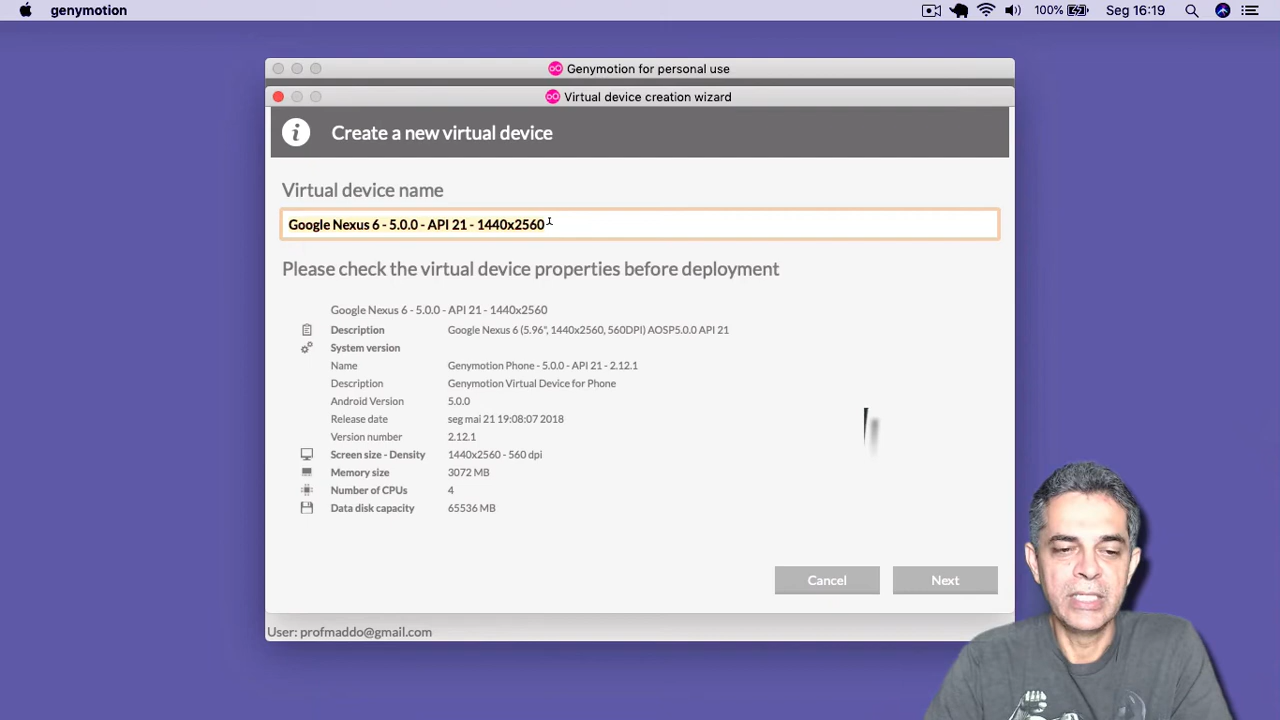 genymotion
100%
Seg 16:19
Genymotion for personal use
Virtual device creation wizard
Create a new virtual device
Virtual device name
Google Nexus 6 - 5.0.0 - API 21 - 1440x2560
Please check the virtual device properties before deployment
Google Nexus 6 - 5.0.0 - API 21 - 1440x2560
Description Google Nexus 6 (5.96", 1440x2560, 560DPI) AOSP5.0.0 API 21
System version
Name Genymotion Phone - 5.0.0 - API 21 - 2.12.1
Description Genymotion Virtual Device for Phone
Android Version 5.0.0
Release date seg mai 21 19:08:07 2018
Version number 2.12.1
Screen size - Density 1440x2560 - 560 dpi
Memory size 3072 MB
Number of CPUs 4
Data disk capacity 65536 MB
Cancel Next
User: profmaddo@gmail.com